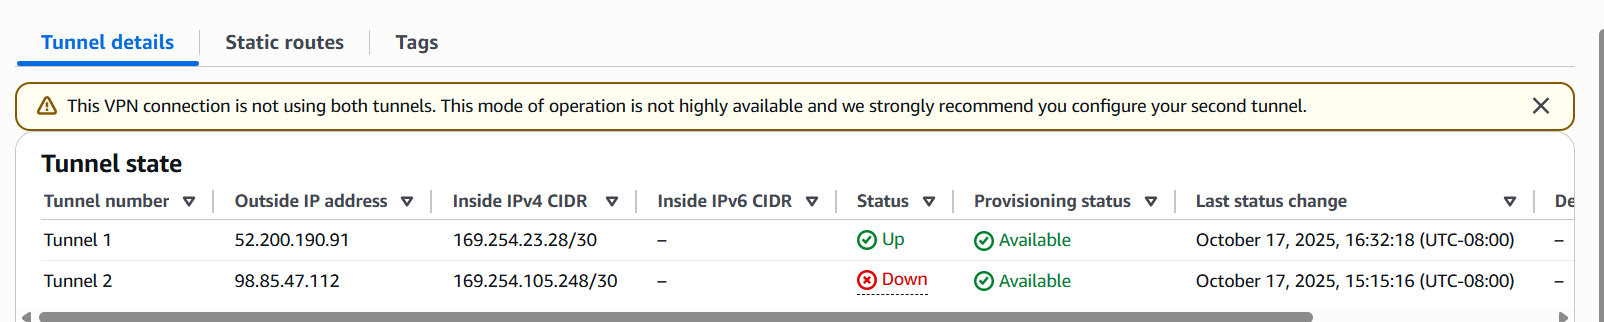 Tunnel details Static routes Tags
This VPN connection is not using both tunnels. This mode of operation is not highly available and we strongly recommend you configure your second tunnel.
Tunnel state
Tunnel number Outside IP address Inside IPv4 CIDR Inside IPv6 CIDR Status Provisioning status Last status change De
Tunnel 1 52.200.190.91 169.254.23.28/30 – Up Available October 17, 2025, 16:32:18 (UTC-08:00) –
Tunnel 2 98.85.47.112 169.254.105.248/30 – Down Available October 17, 2025, 15:15:16 (UTC-08:00) –